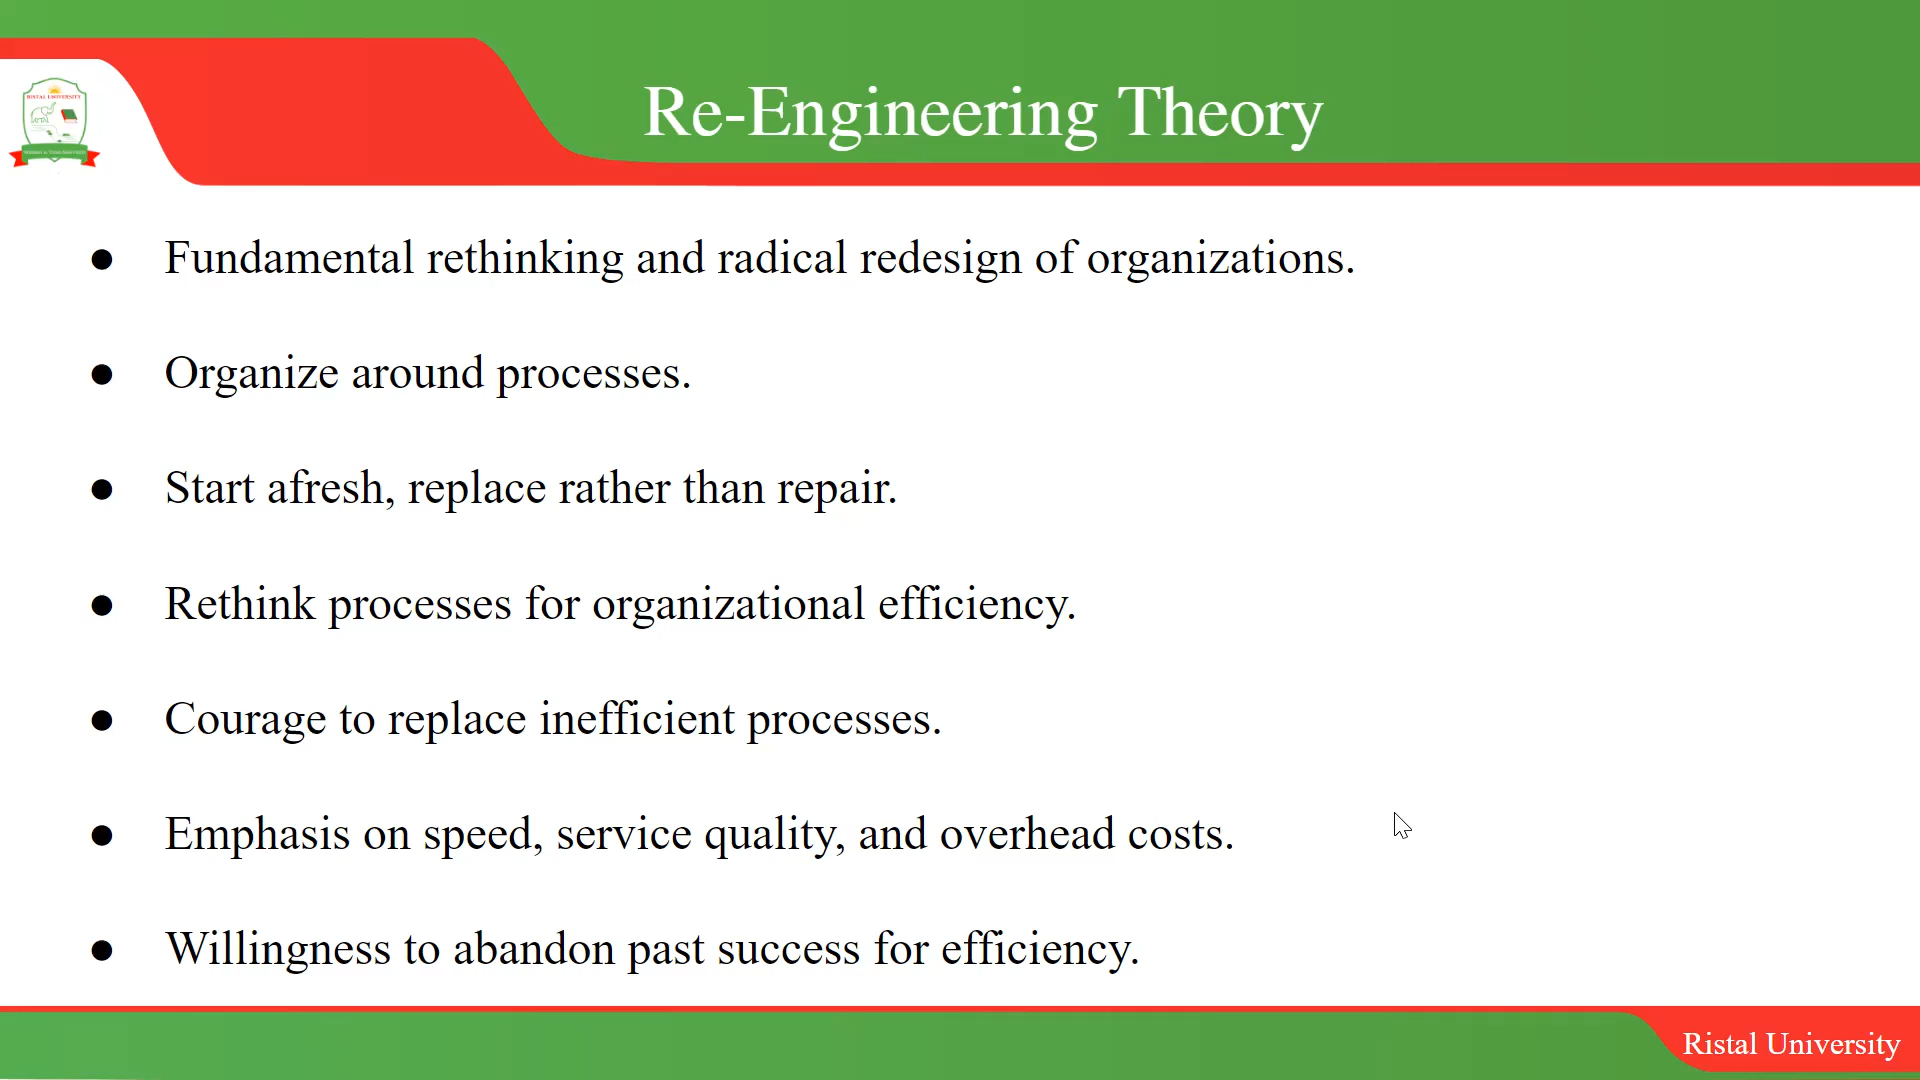 RISTAL UNIVERSITY
Re-Engineering Theory
● Fundamental rethinking and radical redesign of organizations.
● Organize around processes.
● Start afresh, replace rather than repair.
● Rethink processes for organizational efficiency.
● Courage to replace inefficient processes.
● Emphasis on speed, service quality, and overhead costs.
● Willingness to abandon past success for efficiency.
Ristal University